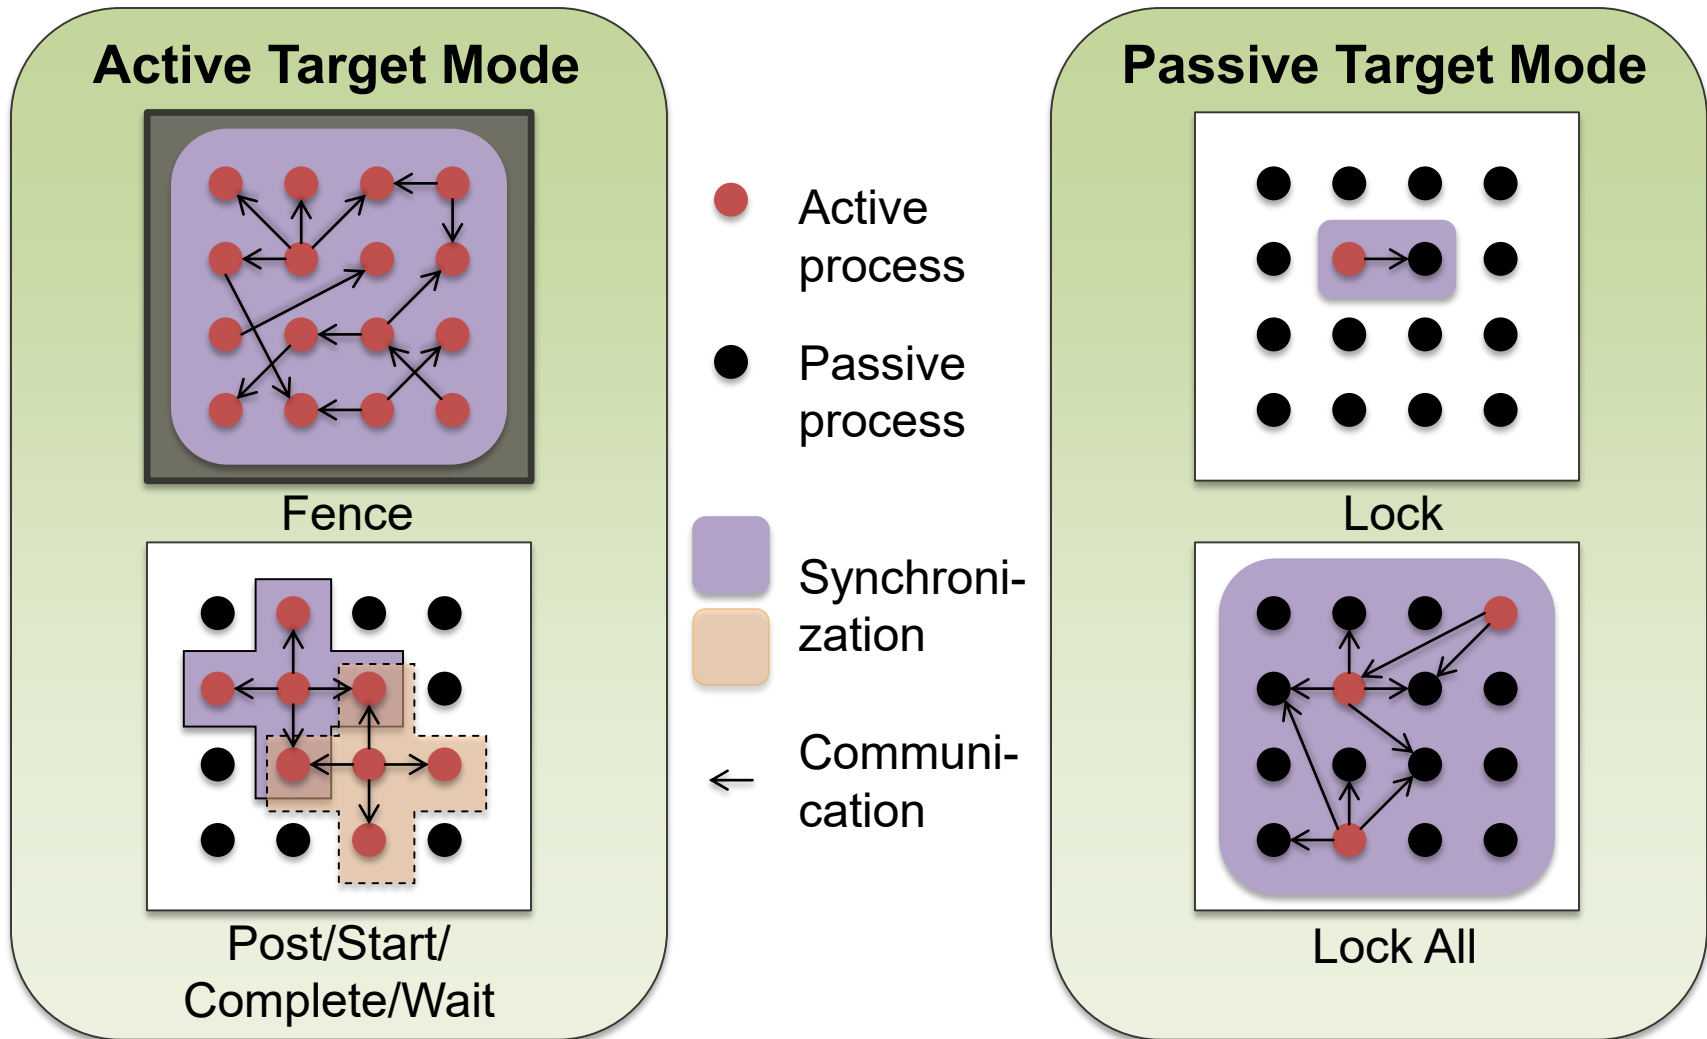 Active Target Mode
Fence
Post/Start/
Complete/Wait
Active
process
Passive
process
Synchroni-
zation
Communi-
cation
Passive Target Mode
Lock
Lock All